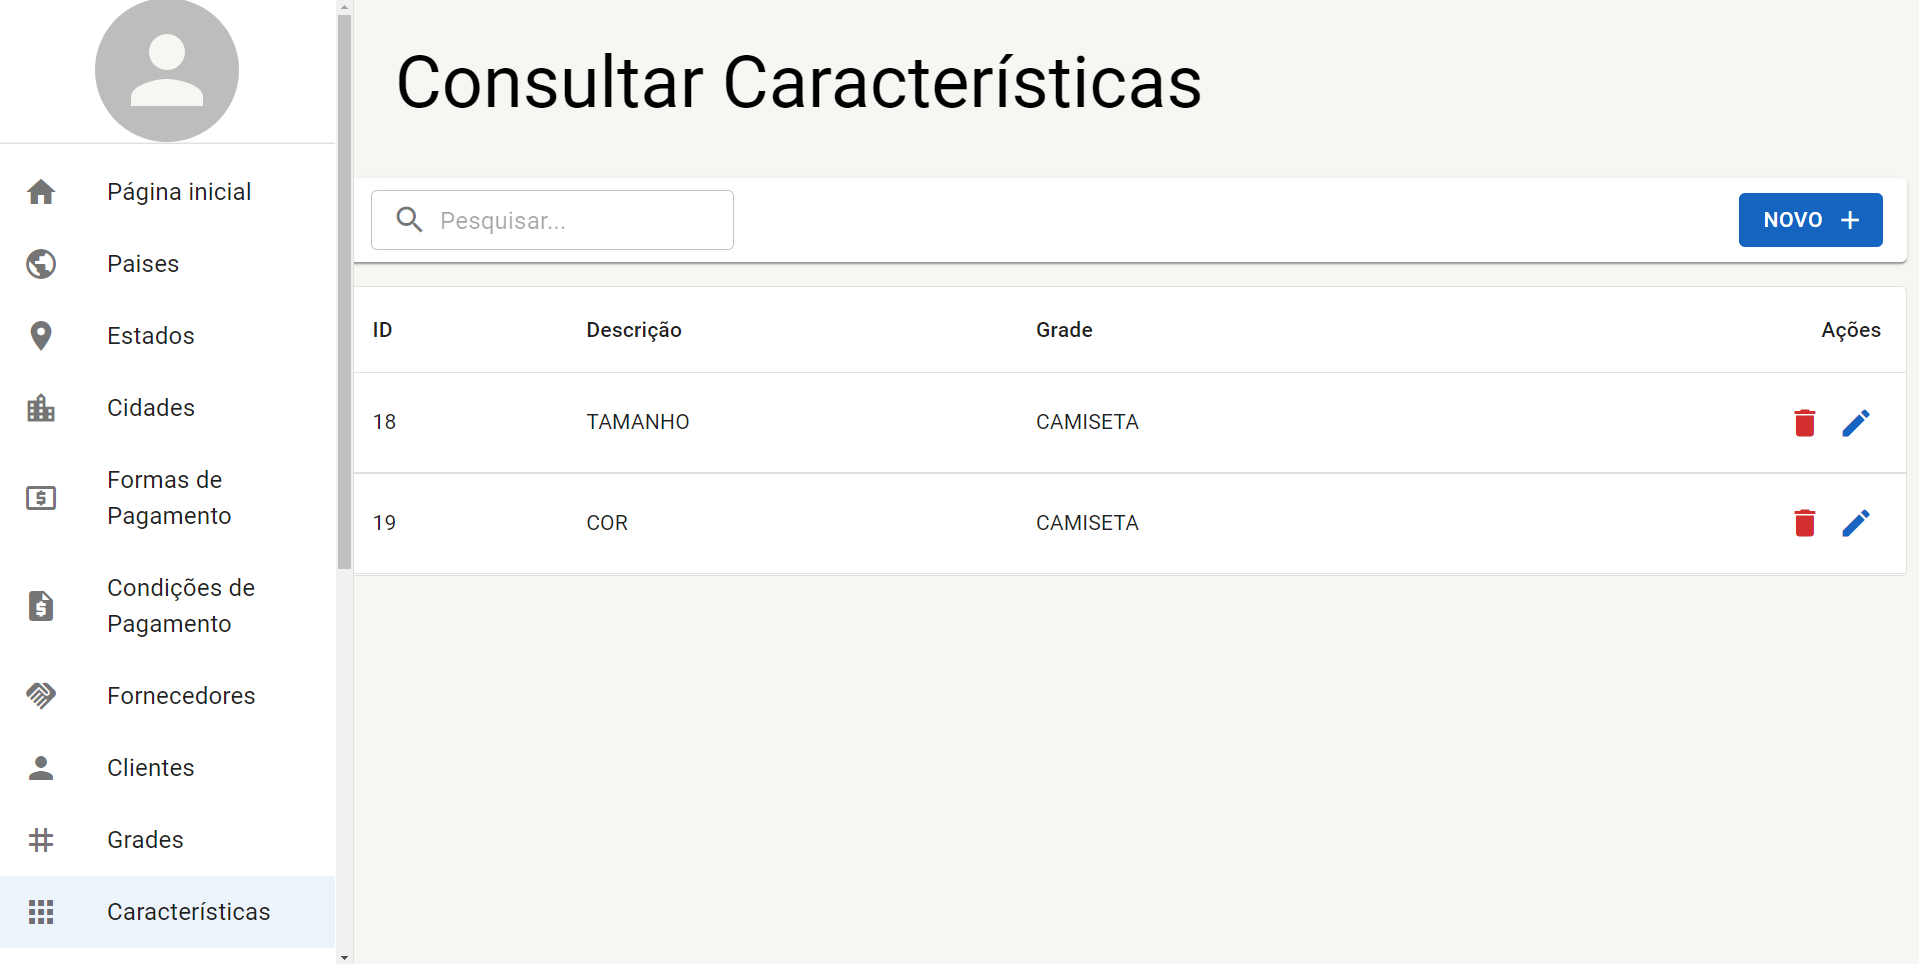 Consultar Características
Página inicial
Paises
Estados
Cidades
Formas de
Pagamento
Condições de
Pagamento
Fornecedores
Clientes
Grades
Características
Pesquisar...
NOVO +
ID Descrição Grade Ações
18 TAMANHO CAMISETA
19 COR CAMISETA